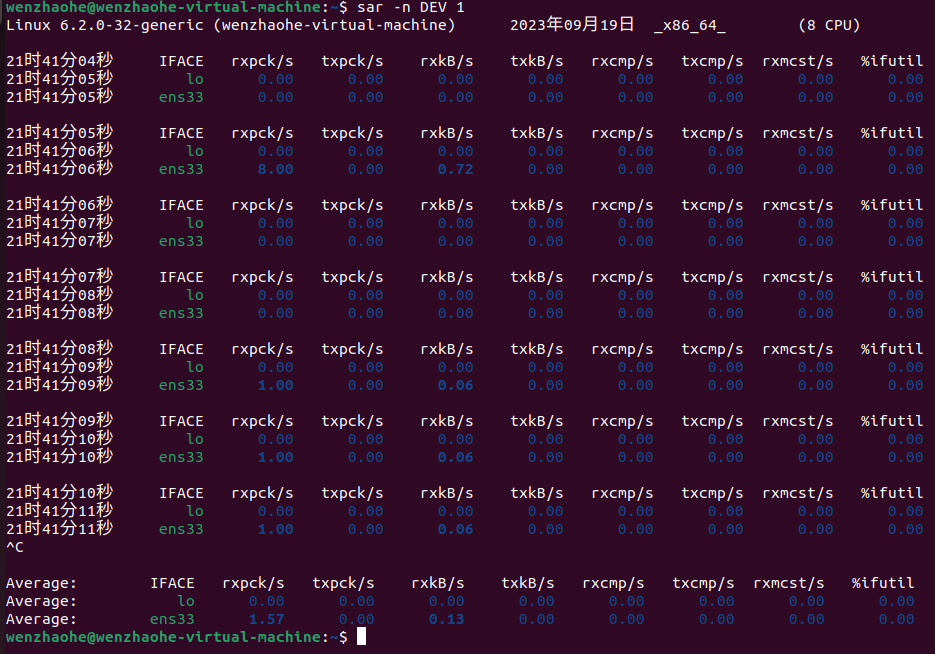 wenzhaohe@wenzhaohe-virtual-machine:~$ sar -n DEV 1
Linux 6.2.0-32-generic (wenzhaohe-virtual-machine) 2023年09月19日 _x86_64_ (8 CPU)
21时41分04秒 IFACE rxpck/s txpck/s rxkB/s txkB/s rxcmp/s txcmp/s rxmcst/s %ifutil
21时41分05秒 lo 0.00 0.00 0.00 0.00 0.00 0.00 0.00 0.00
21时41分05秒 ens33 0.00 0.00 0.00 0.00 0.00 0.00 0.00 0.00
21时41分05秒 IFACE rxpck/s txpck/s rxkB/s txkB/s rxcmp/s txcmp/s rxmcst/s %ifutil
21时41分06秒 lo 0.00 0.00 0.00 0.00 0.00 0.00 0.00 0.00
21时41分06秒 ens33 8.00 0.00 0.72 0.00 0.00 0.00 0.00 0.00
21时41分06秒 IFACE rxpck/s txpck/s rxkB/s txkB/s rxcmp/s txcmp/s rxmcst/s %ifutil
21时41分07秒 lo 0.00 0.00 0.00 0.00 0.00 0.00 0.00 0.00
21时41分07秒 ens33 0.00 0.00 0.00 0.00 0.00 0.00 0.00 0.00
21时41分07秒 IFACE rxpck/s txpck/s rxkB/s txkB/s rxcmp/s txcmp/s rxmcst/s %ifutil
21时41分08秒 lo 0.00 0.00 0.00 0.00 0.00 0.00 0.00 0.00
21时41分08秒 ens33 0.00 0.00 0.00 0.00 0.00 0.00 0.00 0.00
21时41分08秒 IFACE rxpck/s txpck/s rxkB/s txkB/s rxcmp/s txcmp/s rxmcst/s %ifutil
21时41分09秒 lo 0.00 0.00 0.00 0.00 0.00 0.00 0.00 0.00
21时41分09秒 ens33 1.00 0.00 0.06 0.00 0.00 0.00 0.00 0.00
21时41分09秒 IFACE rxpck/s txpck/s rxkB/s txkB/s rxcmp/s txcmp/s rxmcst/s %ifutil
21时41分10秒 lo 0.00 0.00 0.00 0.00 0.00 0.00 0.00 0.00
21时41分10秒 ens33 1.00 0.00 0.06 0.00 0.00 0.00 0.00 0.00
21时41分10秒 IFACE rxpck/s txpck/s rxkB/s txkB/s rxcmp/s txcmp/s rxmcst/s %ifutil
21时41分11秒 lo 0.00 0.00 0.00 0.00 0.00 0.00 0.00 0.00
21时41分11秒 ens33 1.00 0.00 0.06 0.00 0.00 0.00 0.00 0.00
^C
Average: IFACE rxpck/s txpck/s rxkB/s txkB/s rxcmp/s txcmp/s rxmcst/s %ifutil
Average: lo 0.00 0.00 0.00 0.00 0.00 0.00 0.00 0.00
Average: ens33 1.57 0.00 0.13 0.00 0.00 0.00 0.00 0.00
wenzhaohe@wenzhaohe-virtual-machine:~$